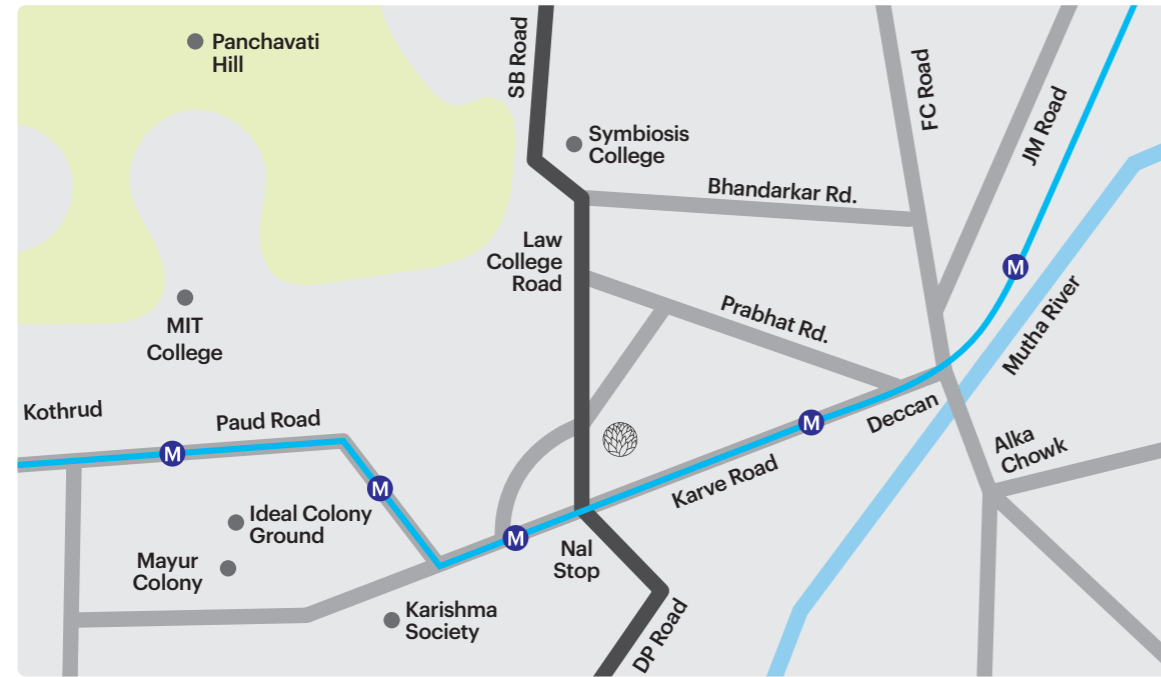 Panchavati
Hill
SB Road
Symbiosis
College
FC Road
JM Road
Bhandarkar Rd.
Law
College
Road
M
MIT
College
Prabhat Rd.
Mutha River
Kothrud
Paud Road
M
M
Deccan
Alka
Chowk
M
Karve Road
Ideal Colony
Ground
M
Mayur
Colony
Nal
Stop
Karishma
Society
DP Road